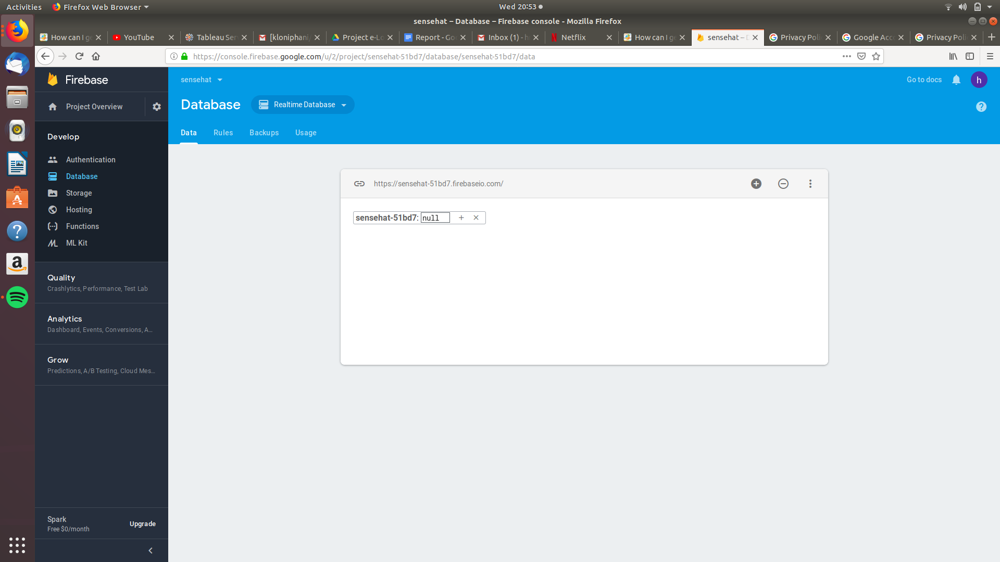 Activities Firefox Web Browser Wed 20:53
sensehat – Database – Firebase console - Mozilla Firefox
How can I ge YouTube Tableau Ser [kloniphani, Project e-Lo Report - Go Inbox (1) - h Netflix How can I ge sensehat – D Privacy Poli Google Acco Privacy Poli
https://console.firebase.google.com/u/2/project/sensehat-51bd7/database/sensehat-51bd7/data
Firebase
sensehat
Go to docs
h
Project Overview
Database
Realtime Database
Data Rules Backups Usage
Develop
Authentication
Database
Storage
Hosting
Functions
ML Kit
https://sensehat-51bd7.firebaseio.com/
sensehat-51bd7: null
Quality
Crashlytics, Performance, Test Lab
Analytics
Dashboard, Events, Conversions, A...
Grow
Predictions, A/B Testing, Cloud Mes...
Spark
Free $0/month
Upgrade